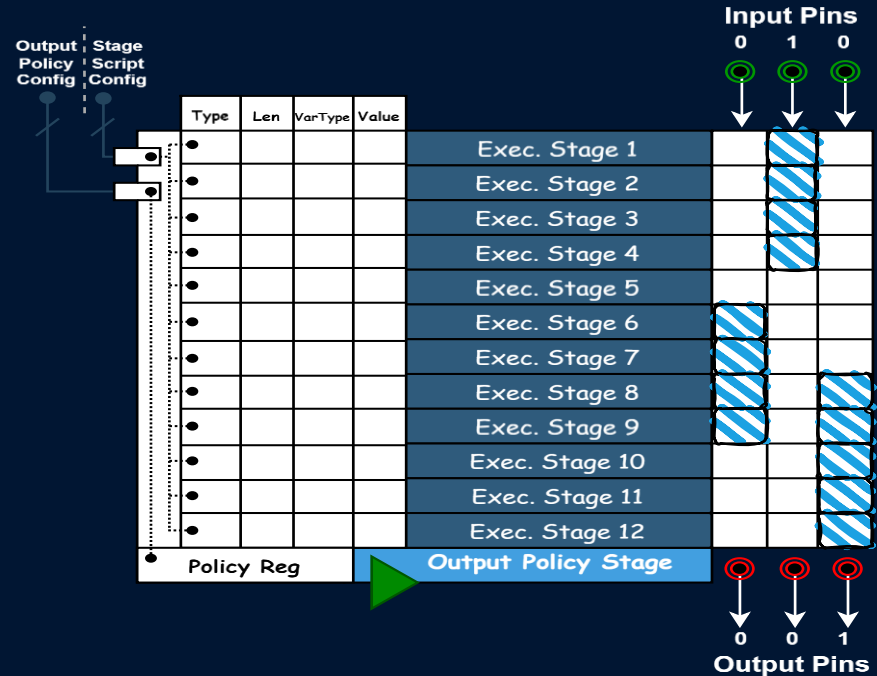 Input Pins
0 1 0
Output Policy Config
Stage Script Config
Type Len VarType Value
Exec. Stage 1
Exec. Stage 2
Exec. Stage 3
Exec. Stage 4
Exec. Stage 5
Exec. Stage 6
Exec. Stage 7
Exec. Stage 8
Exec. Stage 9
Exec. Stage 10
Exec. Stage 11
Exec. Stage 12
Policy Reg Output Policy Stage
0 0 1
Output Pins